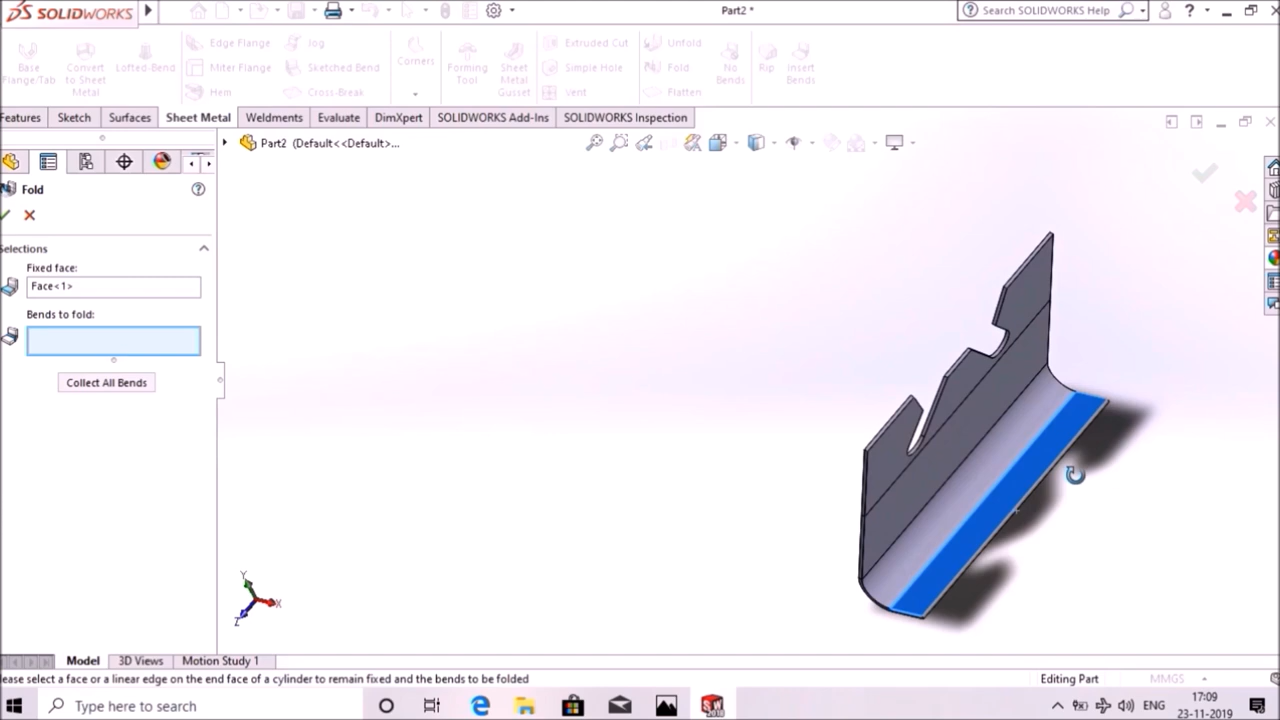 SOLIDWORKS
Part2 *
Search SOLIDWORKS Help
Base Flange/Tab
Convert to Sheet Metal
Lofted-Bend
Edge Flange
Miter Flange
Hem
Jog
Sketched Bend
Cross-Break
Corners
Forming Tool
Sheet Metal Gusset
Extruded Cut
Simple Hole
Vent
Unfold
Fold
Flatten
No Bends
Rip
Insert Bends
Features
Sketch
Surfaces
Sheet Metal
Weldments
Evaluate
DimXpert
SOLIDWORKS Add-Ins
SOLIDWORKS Inspection
Part2 (Default<<Default>...
Fold
Selections
Fixed face:
Face<1>
Bends to fold:
Collect All Bends
Y
X
Z
Model
3D Views
Motion Study 1
ease select a face or a linear edge on the end face of a cylinder to remain fixed and the bends to be folded
Editing Part
MMGS
Type here to search
ENG
17:09
23-11-2019